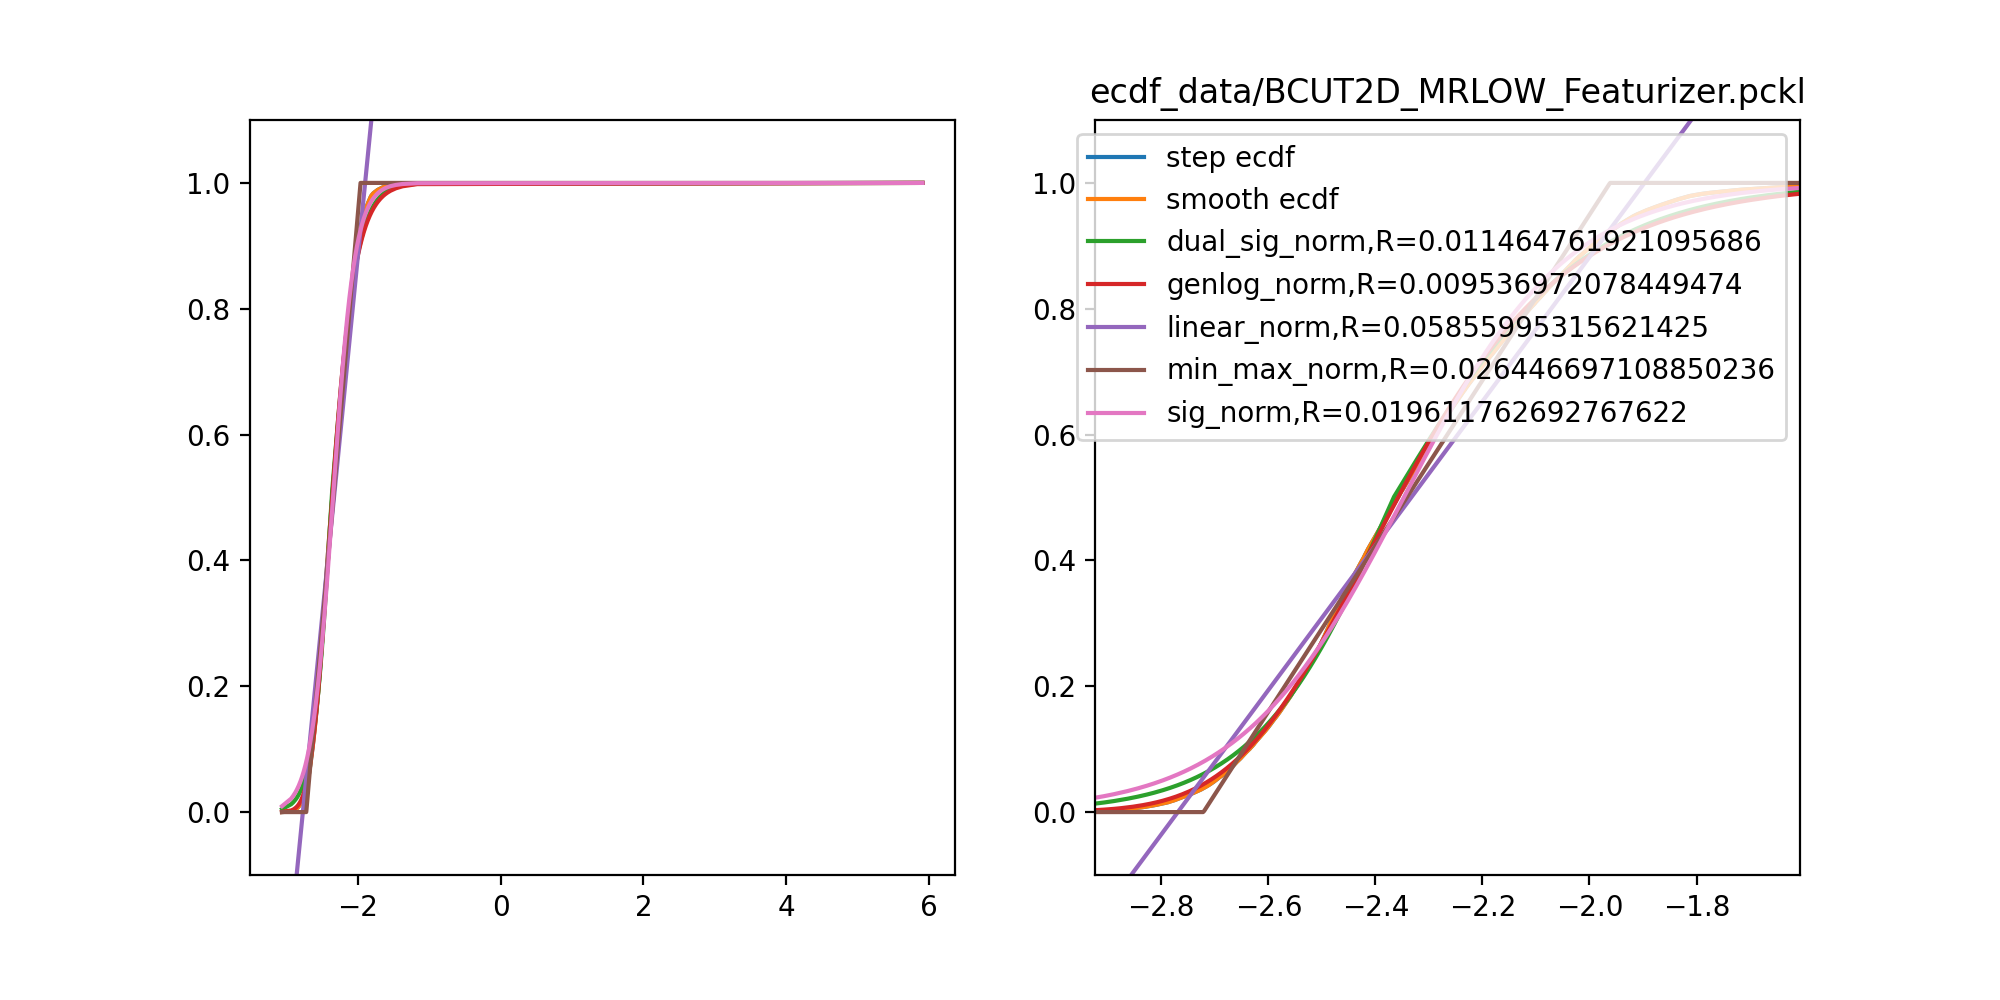 ecdf_data/BCUT2D_MRLOW_Featurizer.pckl
1.0
0.8
0.6
0.4
0.2
0.0
−2 0 2 4 6
step ecdf
smooth ecdf
dual_sig_norm,R=0.011464761921095686
genlog_norm,R=0.009536972078449474
linear_norm,R=0.05855995315621425
min_max_norm,R=0.026446697108850236
sig_norm,R=0.019611762692767622
1.0
0.8
0.6
0.4
0.2
0.0
−2.8 −2.6 −2.4 −2.2 −2.0 −1.8